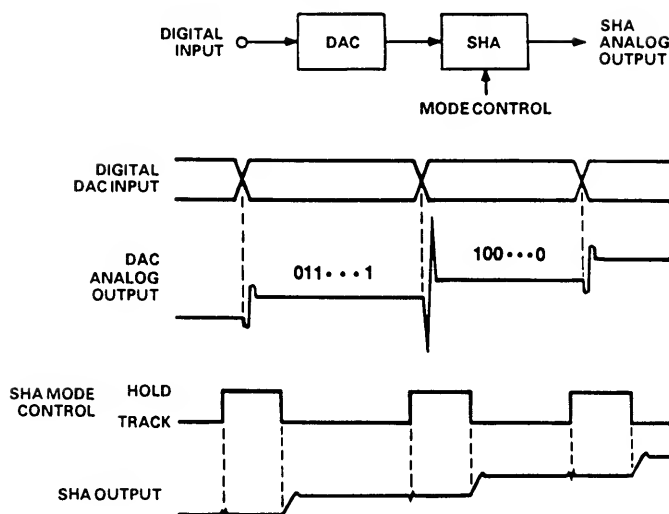 DIGITAL
INPUT
DAC
SHA
SHA
ANALOG
OUTPUT
MODE CONTROL
DIGITAL
DAC INPUT
DAC
ANALOG
OUTPUT
011···1
100···0
SHA MODE
CONTROL
HOLD
TRACK
SHA OUTPUT